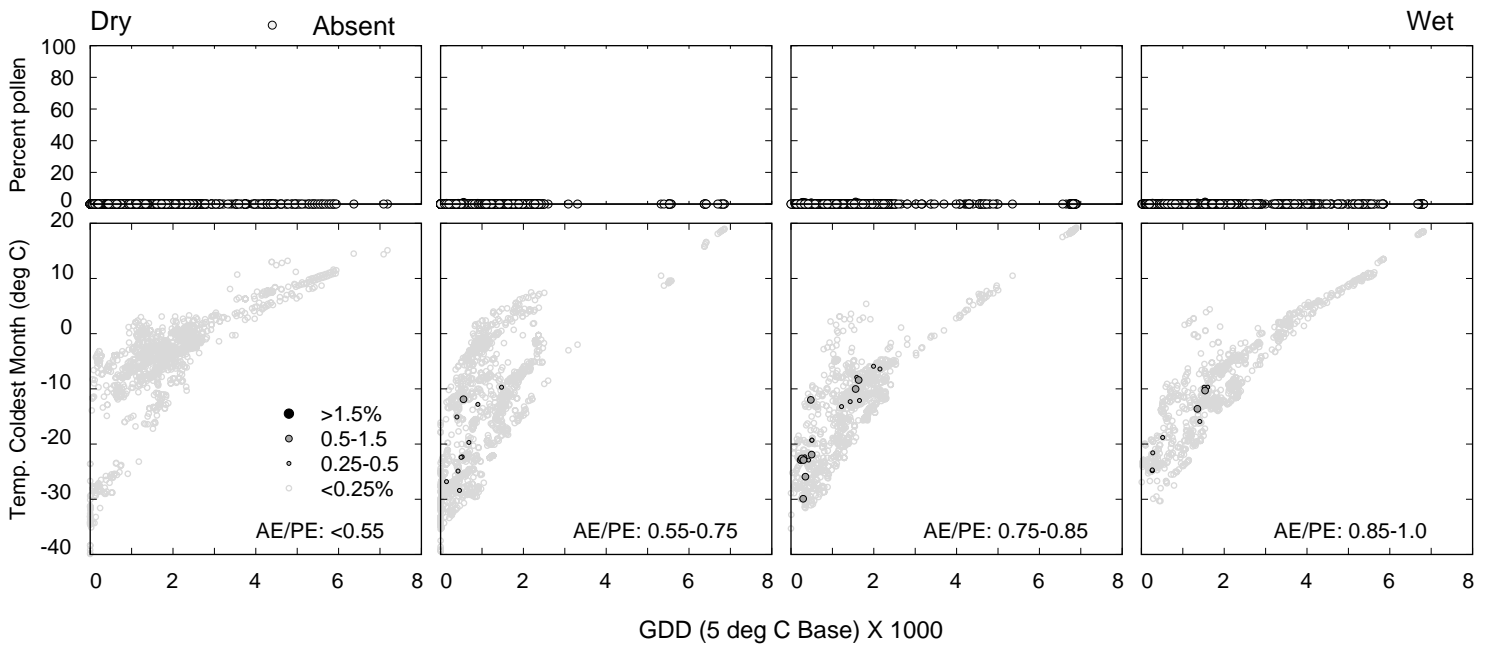 Dry
Absent
Wet
Percent pollen
100
80
60
40
20
0
Temp. Coldest Month (deg C)
20
10
0
-10
-20
-30
-40
>1.5%
0.5-1.5
0.25-0.5
<0.25%
AE/PE: <0.55
AE/PE: 0.55-0.75
AE/PE: 0.75-0.85
AE/PE: 0.85-1.0
0 2 4 6 8
0 2 4 6 8
0 2 4 6 8
0 2 4 6 8
GDD (5 deg C Base) X 1000